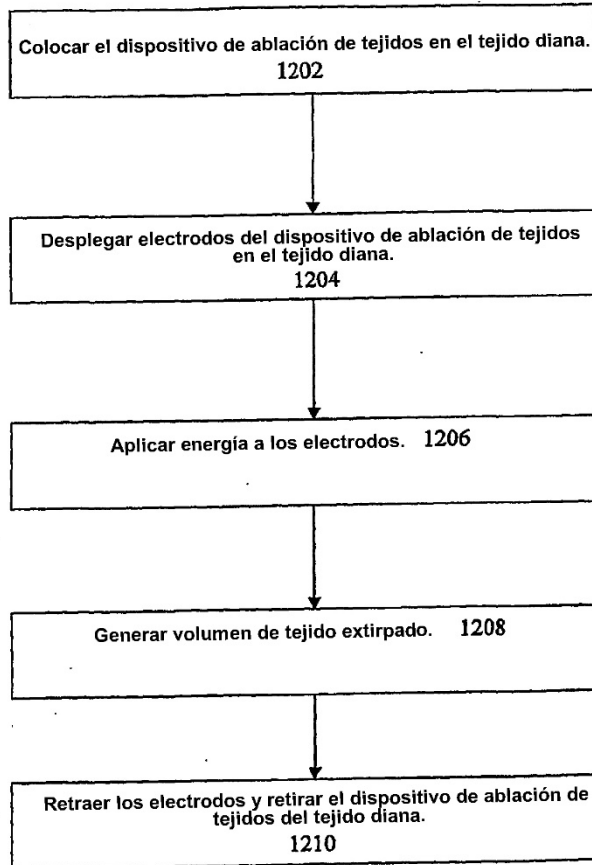 Colocar el dispositivo de ablación de tejidos en el tejido diana.
1202
Desplegar electrodos del dispositivo de ablación de tejidos
en el tejido diana.
1204
Aplicar energía a los electrodos. 1206
Generar volumen de tejido extirpado. 1208
Retraer los electrodos y retirar el dispositivo de ablación de
tejidos del tejido diana.
1210